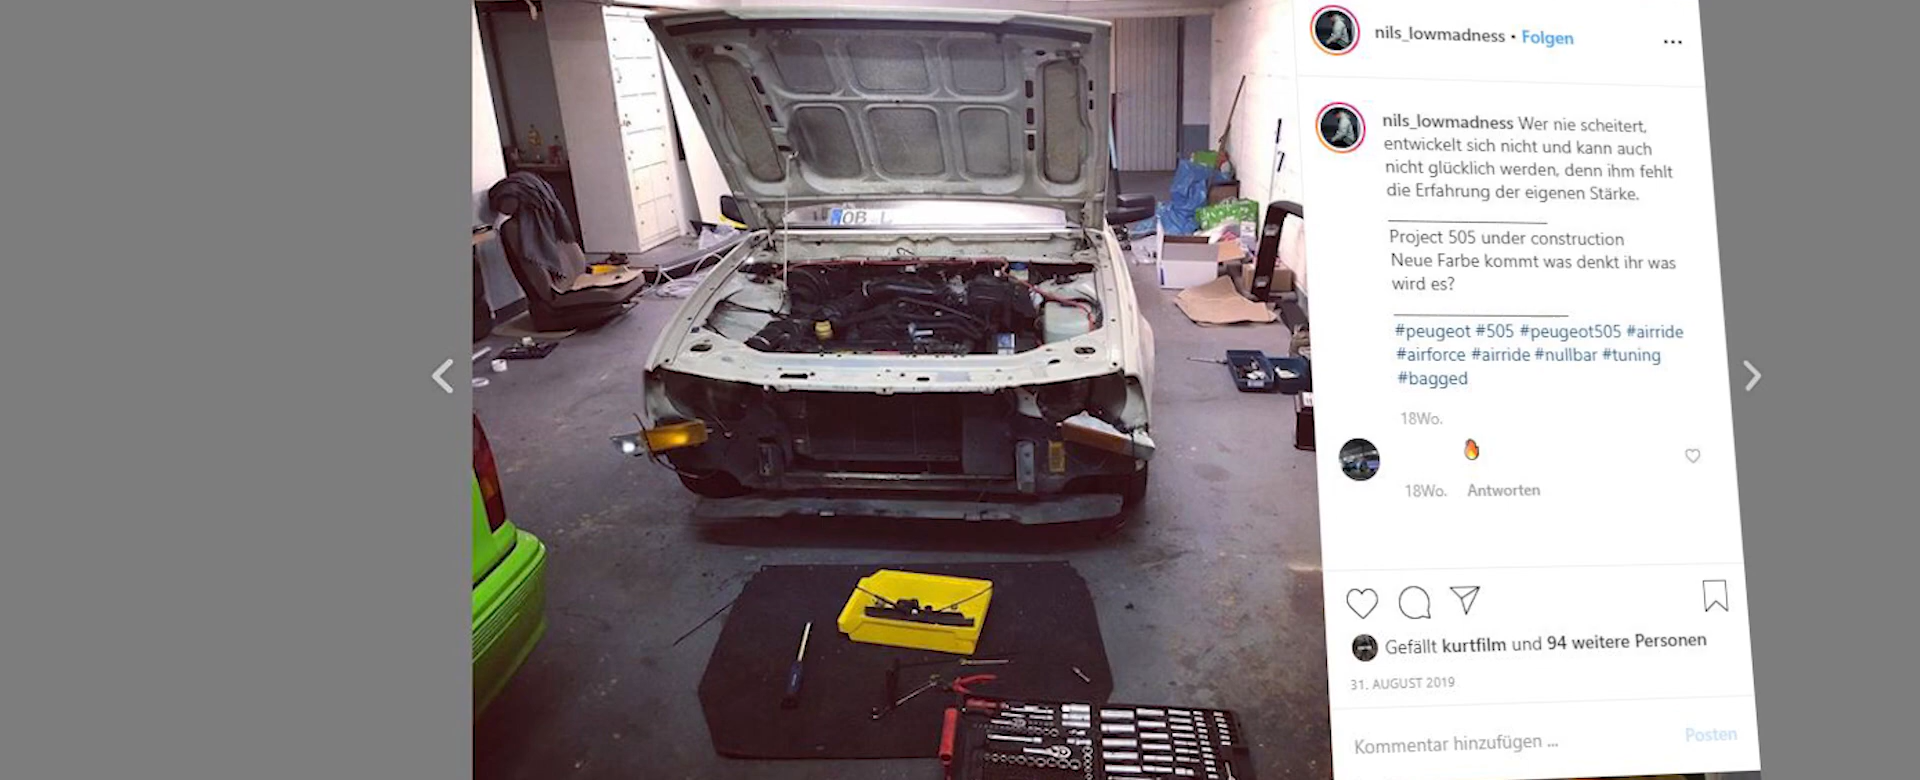 nils_lowmadness • Folgen
nils_lowmadness Wer nie scheitert,
entwickelt sich nicht und kann auch
nicht glücklich werden, denn ihm fehlt
die Erfahrung der eigenen Stärke.
Project 505 under construction
Neue Farbe kommt was denkt ihr was
wird es?
#peugeot #505 #peugeot505 #airride
#airforce #airride #nullbar #tuning
#bagged
18Wo.
18Wo. Antworten
Gefällt kurtfilm und 94 weitere Personen
31. AUGUST 2019
Kommentar hinzufügen ... Posten
OB L